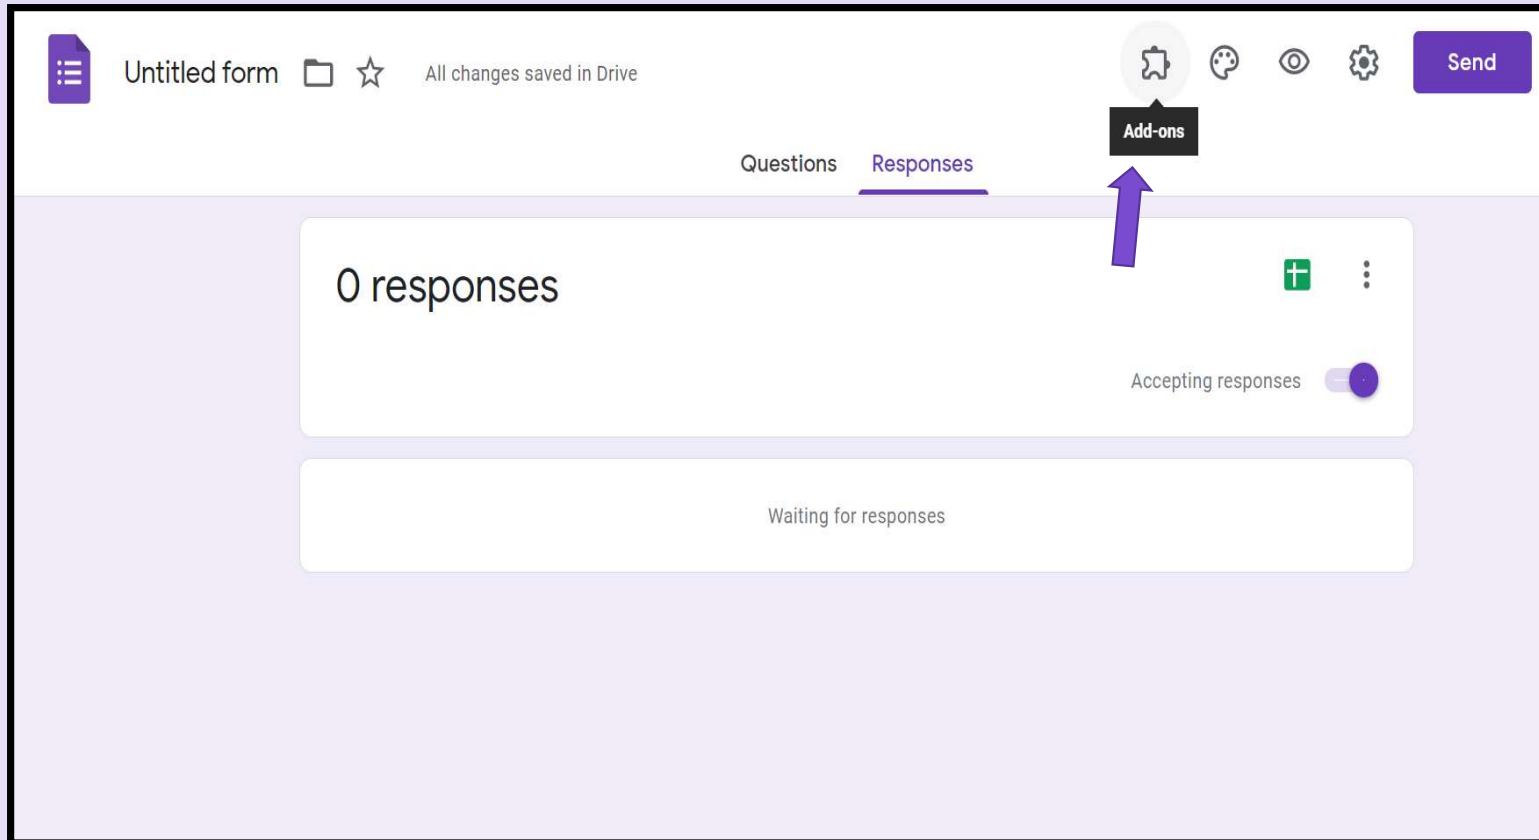 Untitled form
All changes saved in Drive
Send
Add-ons
Questions
Responses
0 responses
Accepting responses
Waiting for responses